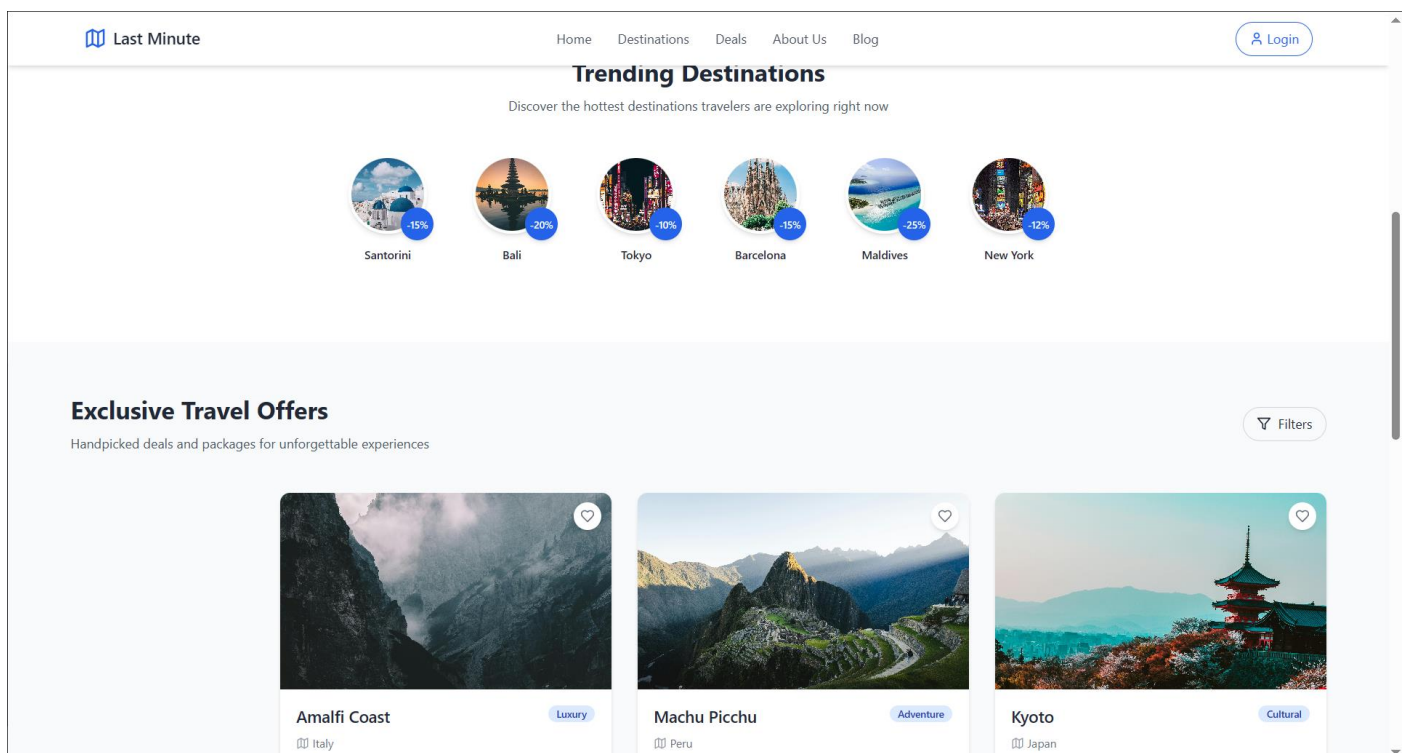 Last Minute
Home Destinations Deals About Us Blog
Login
Trending Destinations
Discover the hottest destinations travelers are exploring right now
-15% -20% -10% -15% -25% -12%
Santorini Bali Tokyo Barcelona Maldives New York
Exclusive Travel Offers
Filters
Handpicked deals and packages for unforgettable experiences
Amalfi Coast Luxury
Italy
Machu Picchu Adventure
Peru
Kyoto Cultural
Japan